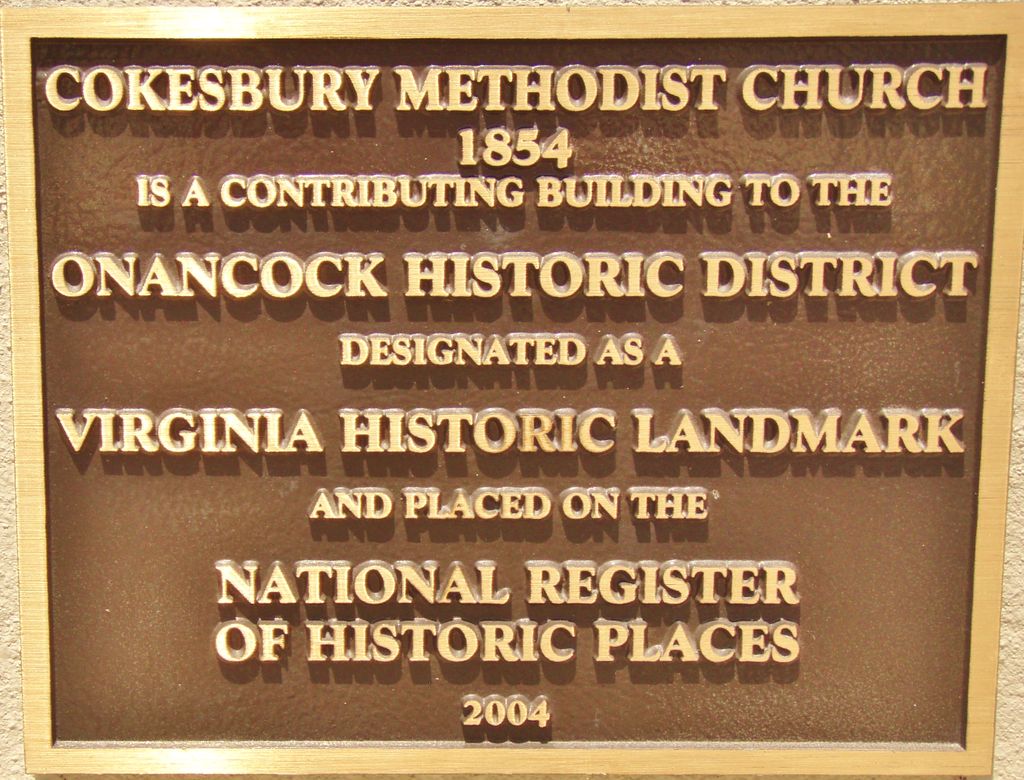 COKESBURY METHODIST CHURCH
1854
IS A CONTRIBUTING BUILDING TO THE
ONANCOCK HISTORIC DISTRICT
DESIGNATED AS A
VIRGINIA HISTORIC LANDMARK
AND PLACED ON THE
NATIONAL REGISTER
OF HISTORIC PLACES
2004